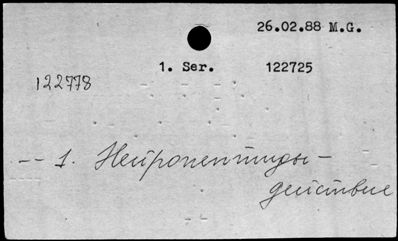 26.02.88 M.G.
1. Ser. 122725
122778
-- 1. Нейропептиды –
действие